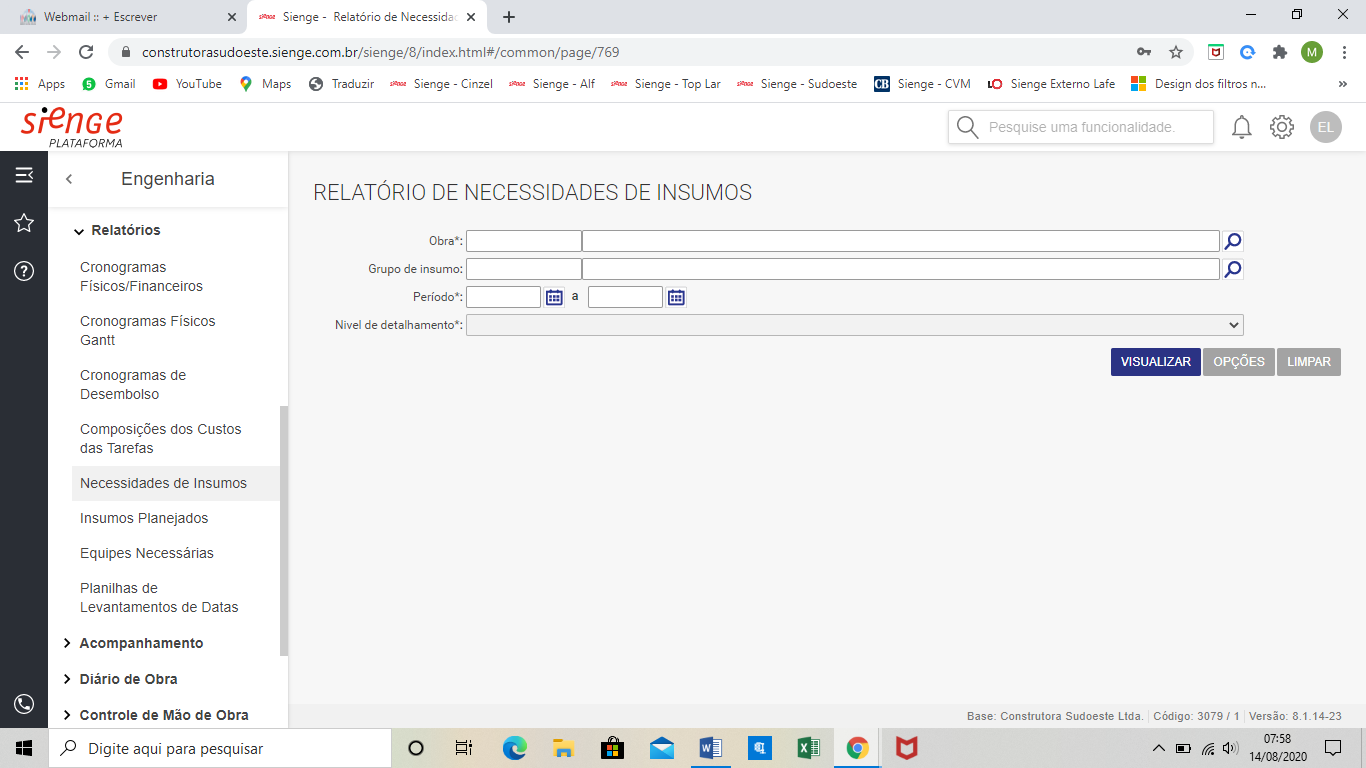 Webmail :: + Escrever
Sienge - Relatório de Necessidad
construtorasudoeste.sienge.com.br/sienge/8/index.html#/common/page/769
M
Apps
Gmail
YouTube
Maps
Traduzir
Sienge - Cinzel
Sienge - Alf
Sienge - Top Lar
Sienge - Sudoeste
CB
Sienge - CVM
LO
Sienge Externo Lafe
Design dos filtros n...
»
sienge
PLATAFORMA
Pesquise uma funcionalidade.
EL
Engenharia
Relatórios
Cronogramas
Físicos/Financeiros
Cronogramas Físicos
Gantt
Cronogramas de
Desembolso
Composições dos Custos
das Tarefas
Necessidades de Insumos
Insumos Planejados
Equipes Necessárias
Planilhas de
Levantamentos de Datas
Acompanhamento
Diário de Obra
Controle de Mão de Obra
RELATÓRIO DE NECESSIDADES DE INSUMOS
Obra*:
Grupo de insumo:
Período*:
a
Nivel de detalhamento*:
VISUALIZAR
OPÇÕES
LIMPAR
Base: Construtora Sudoeste Ltda. | Código: 3079 / 1 | Versão: 8.1.14-23
Digite aqui para pesquisar
07:58
14/08/2020